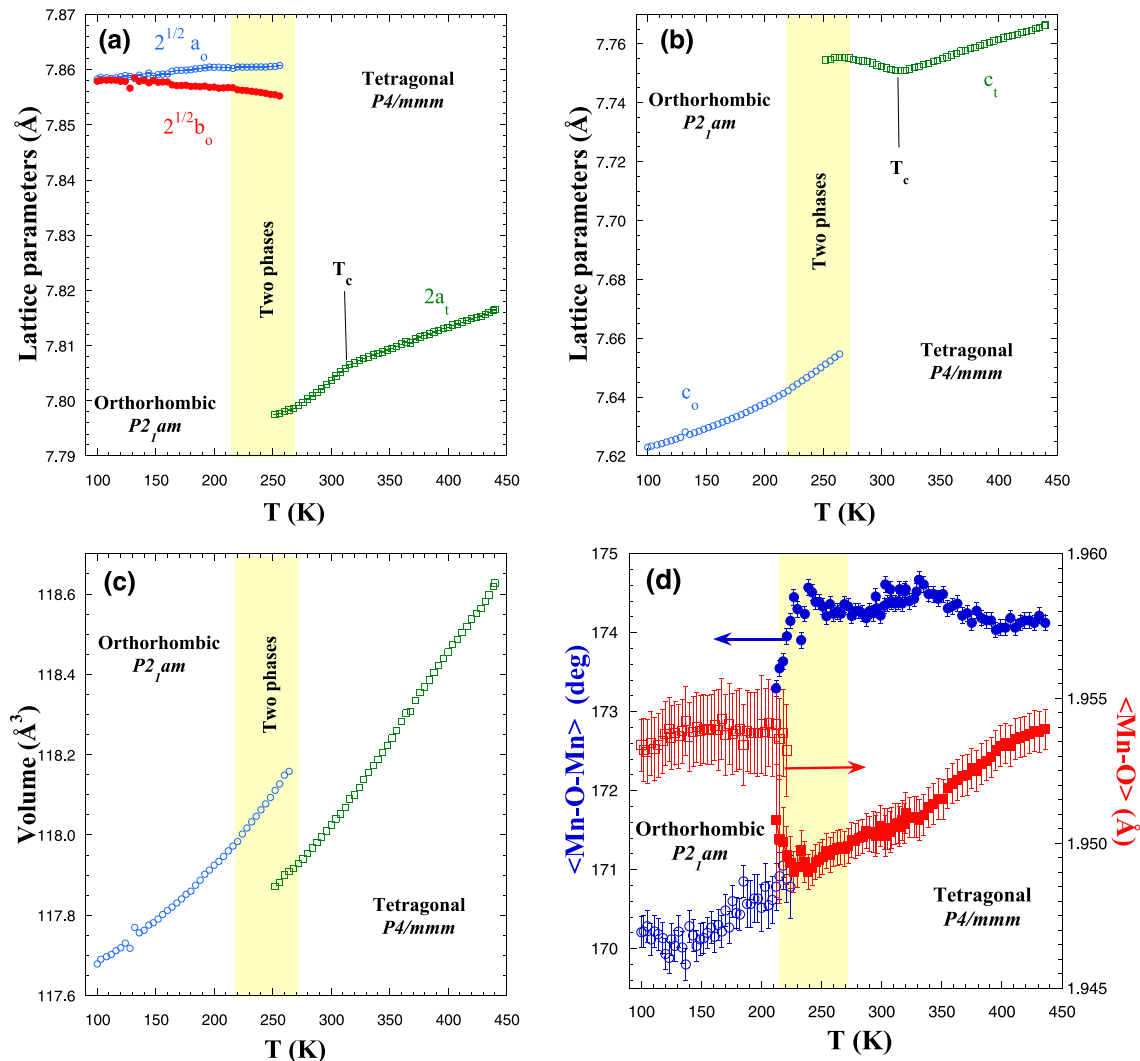 (a)
2^1/2 a_o
2^1/2 b_o
Tetragonal
P4/mmm
Two phases
T_c
2a_t
Orthorhombic
P2_1am
Lattice parameters (Å)
7.87
7.86
7.85
7.84
7.83
7.82
7.81
7.80
7.79
100 150 200 250 300 350 400 450
T (K)
(b)
Orthorhombic
P2_1am
c_t
T_c
Two phases
Tetragonal
P4/mmm
c_o
Lattice parameters (Å)
7.76
7.74
7.72
7.70
7.68
7.66
7.64
7.62
100 150 200 250 300 350 400 450
T (K)
(c)
Orthorhombic
P2_1am
Two phases
Tetragonal
P4/mmm
Volume (Å^3)
118.6
118.4
118.2
118.0
117.8
117.6
100 150 200 250 300 350 400 450
T (K)
(d)
Orthorhombic
P2_1am
Tetragonal
P4/mmm
<Mn-O-Mn> (deg)
175
174
173
172
171
170
<Mn-O> (Å)
1.960
1.955
1.950
1.945
100 150 200 250 300 350 400 450
T (K)